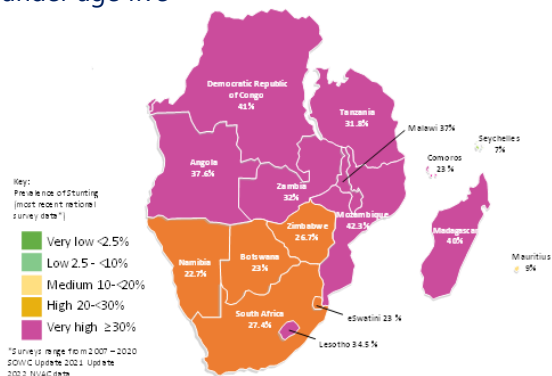 under age five
Democratic Republic
of Congo
41%
Tanzania
31.8%
Malawi 37%
Seychelles
7%
Comoros
23 %
Angola
37.6%
Zambia
32%
Mozambique
42.3%
Madagascar
40%
Mauritius
9%
Zimbabwe
26.7%
Namibia
22.7%
Botswana
23%
South Africa
27.4%
eSwatini 23 %
Lesotho 34.5 %
Key:
Prevalence of Stunting
(most recent national
survey data*)
Very low <2.5%
Low 2.5 - <10%
Medium 10-<20%
High 20-<30%
Very high ≥30%
*Surveys range from 2007 – 2020
SOWC Update 2021 Update
2022 NVAC data